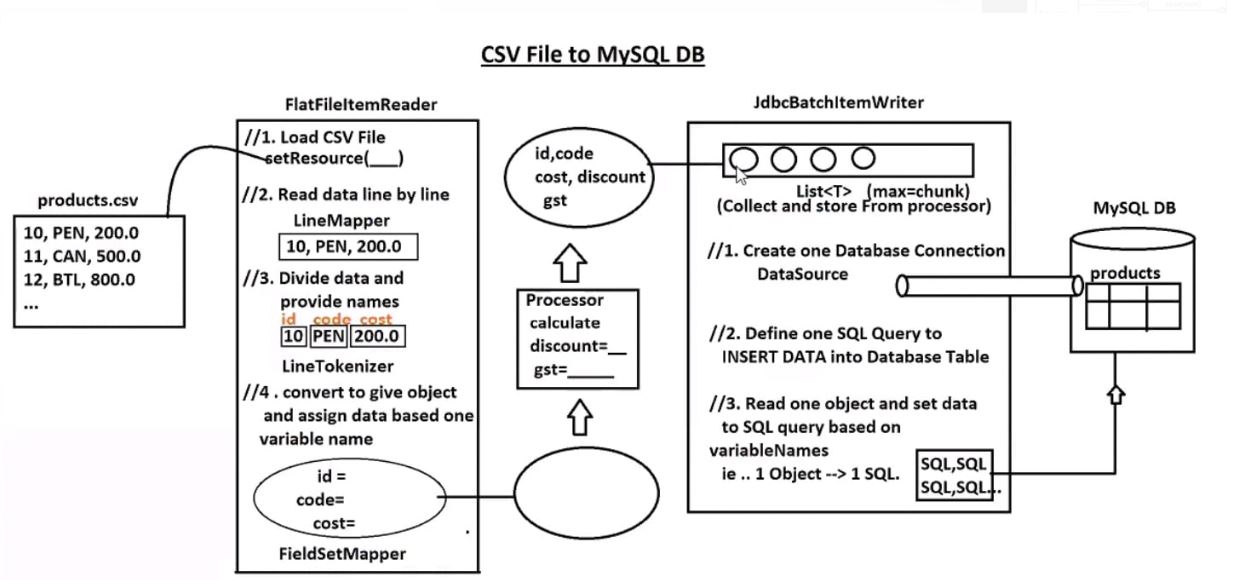 CSV File to MySQL DB
products.csv
10, PEN, 200.0
11, CAN, 500.0
12, BTL, 800.0
...
FlatFileItemReader
//1. Load CSV File
setResource(___)
//2. Read data line by line
LineMapper
10, PEN, 200.0
//3. Divide data and
provide names
id code cost
10 PEN 200.0
LineTokenizer
//4 . convert to give object
and assign data based one
variable name
id =
code=
cost=
FieldSetMapper
id,code
cost, discount
gst
Processor
calculate
discount=__
gst=_____
JdbcBatchItemWriter
List<T> (max=chunk)
(Collect and store From processor)
//1. Create one Database Connection
DataSource
//2. Define one SQL Query to
INSERT DATA into Database Table
//3. Read one object and set data
to SQL query based on
variableNames
ie .. 1 Object --> 1 SQL.
SQL,SQL
SQL,SQL...
MySQL DB
products